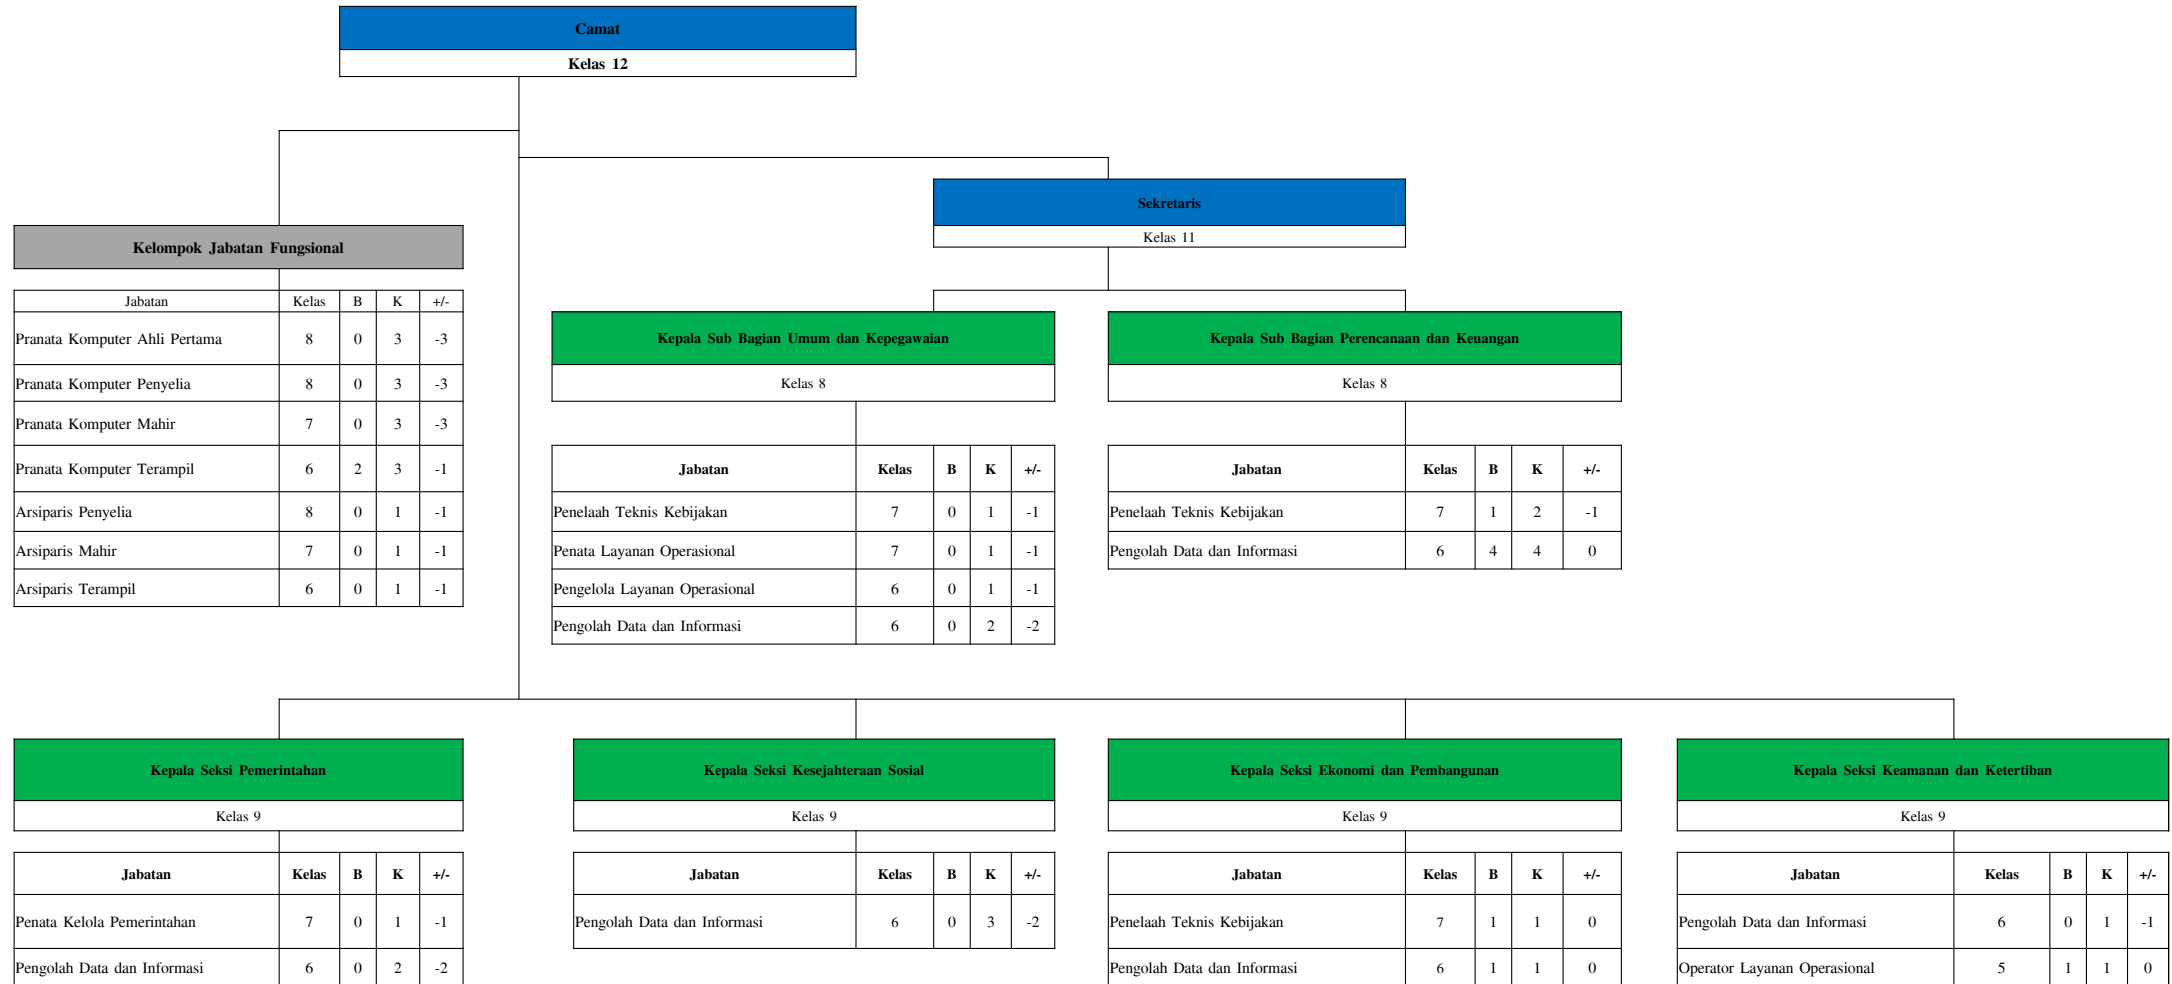 Camat
Kelas 12
Sekretaris
Kelas 11
Kelompok Jabatan Fungsional
Jabatan Kelas B K +/-
Pranata Komputer Ahli Pertama 8 0 3 -3
Pranata Komputer Penyelia 8 0 3 -3
Pranata Komputer Mahir 7 0 3 -3
Pranata Komputer Terampil 6 2 3 -1
Arsiparis Penyelia 8 0 1 -1
Arsiparis Mahir 7 0 1 -1
Arsiparis Terampil 6 0 1 -1
Kepala Sub Bagian Umum dan Kepegawaian
Kelas 8
Jabatan Kelas B K +/-
Penelaah Teknis Kebijakan 7 0 1 -1
Penata Layanan Operasional 7 0 1 -1
Pengelola Layanan Operasional 6 0 1 -1
Pengolah Data dan Informasi 6 0 2 -2
Kepala Sub Bagian Perencanaan dan Keuangan
Kelas 8
Jabatan Kelas B K +/-
Penelaah Teknis Kebijakan 7 1 2 -1
Pengolah Data dan Informasi 6 4 4 0
Kepala Seksi Pemerintahan
Kelas 9
Jabatan Kelas B K +/-
Penata Kelola Pemerintahan 7 0 1 -1
Pengolah Data dan Informasi 6 0 2 -2
Kepala Seksi Kesejahteraan Sosial
Kelas 9
Jabatan Kelas B K +/-
Pengolah Data dan Informasi 6 0 3 -2
Kepala Seksi Ekonomi dan Pembangunan
Kelas 9
Jabatan Kelas B K +/-
Penelaah Teknis Kebijakan 7 1 1 0
Pengolah Data dan Informasi 6 1 1 0
Kepala Seksi Keamanan dan Ketertiban
Kelas 9
Jabatan Kelas B K +/-
Pengolah Data dan Informasi 6 0 1 -1
Operator Layanan Operasional 5 1 1 0